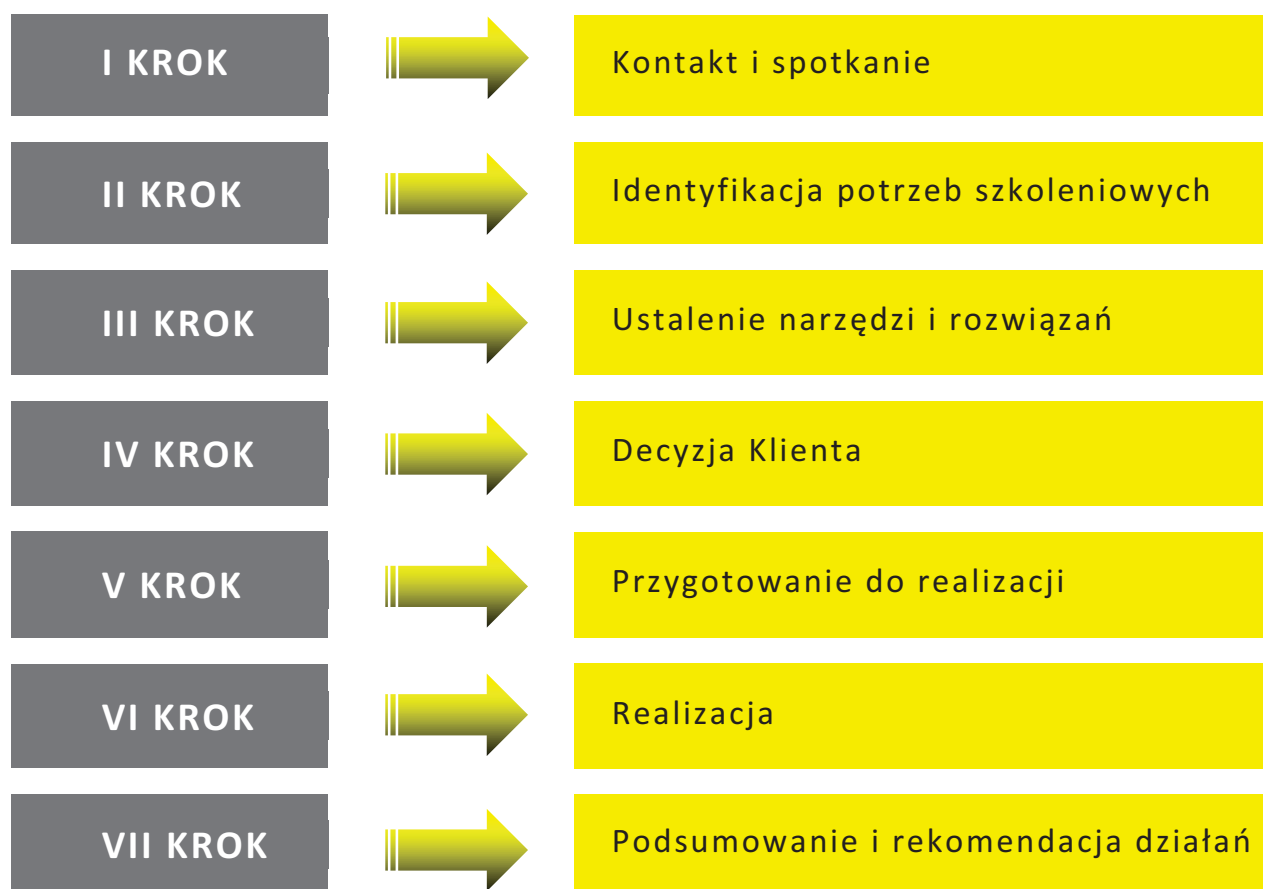 I KROK
Kontakt i spotkanie
II KROK
Identyfikacja potrzeb szkoleniowych
III KROK
Ustalenie narzędzi i rozwiązań
IV KROK
Decyzja Klienta
V KROK
Przygotowanie do realizacji
VI KROK
Realizacja
VII KROK
Podsumowanie i rekomendacja działań